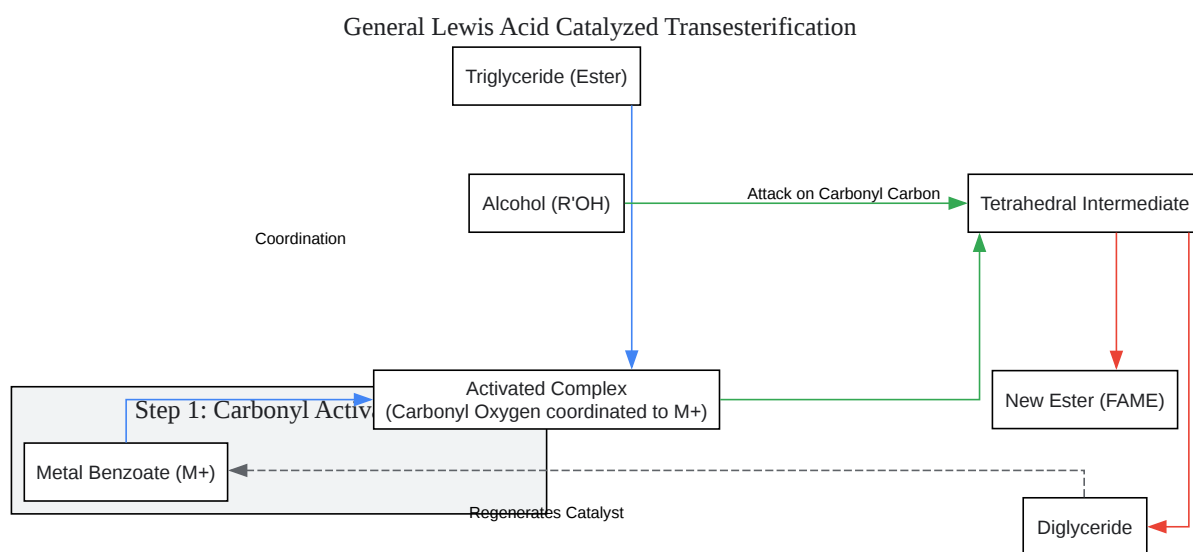 General Lewis Acid Catalyzed Transesterification
Triglyceride (Ester)
Alcohol (R'OH)
Attack on Carbonyl Carbon
Tetrahedral Intermediate
Coordination
Activated Complex
(Carbonyl Oxygen coordinated to M+)
New Ester (FAME)
Step 1: Carbonyl
Metal Benzoate (M+)
Regenerates Catalyst
Diglyceride